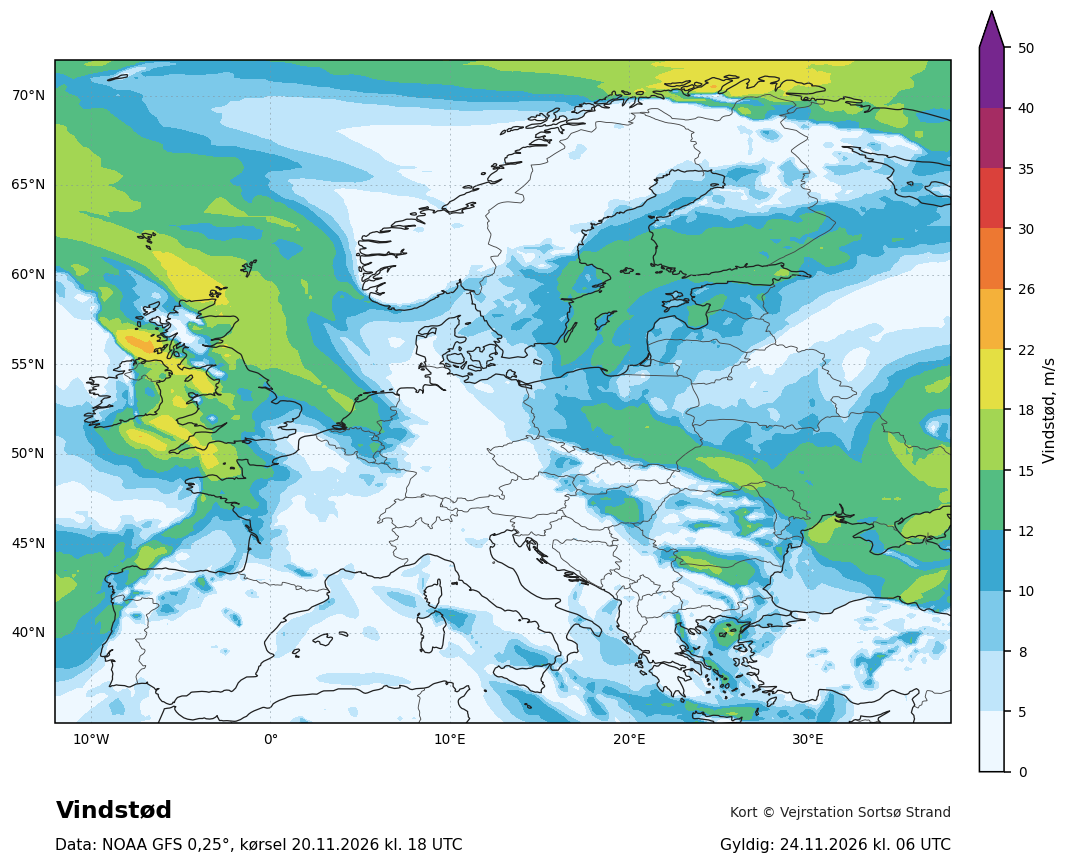 70°N
65°N
60°N
55°N
50°N
45°N
40°N
10°W
0°
10°E
20°E
30°E
50
40
35
30
26
22
18
15
12
10
8
5
0
Vindstød, m/s
Vindstød
Kort © Vejrstation Sortsø Strand
Data: NOAA GFS 0,25°, kørsel 20.11.2026 kl. 18 UTC
Gyldig: 24.11.2026 kl. 06 UTC